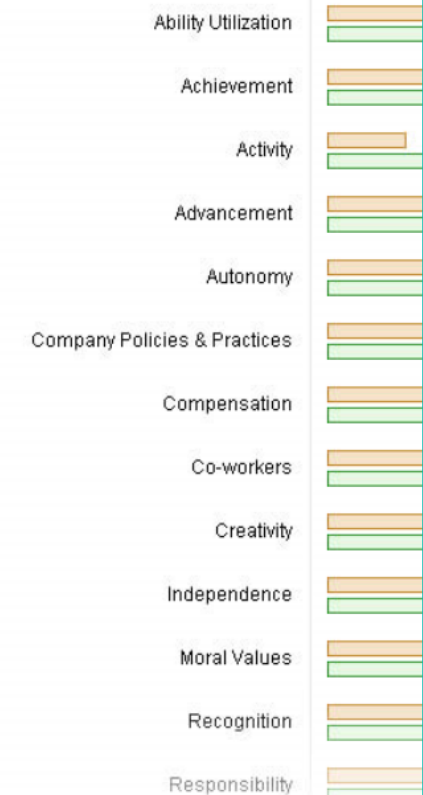 Ability Utilization
Achievement
Activity
Advancement
Autonomy
Company Policies & Practices
Compensation
Co-workers
Creativity
Independence
Moral Values
Recognition
Responsibility